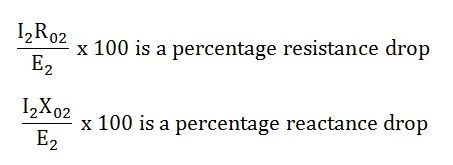 I₂R₀₂ / E₂ x 100 is a percentage resistance drop
I₂X₀₂ / E₂ x 100 is a percentage reactance drop